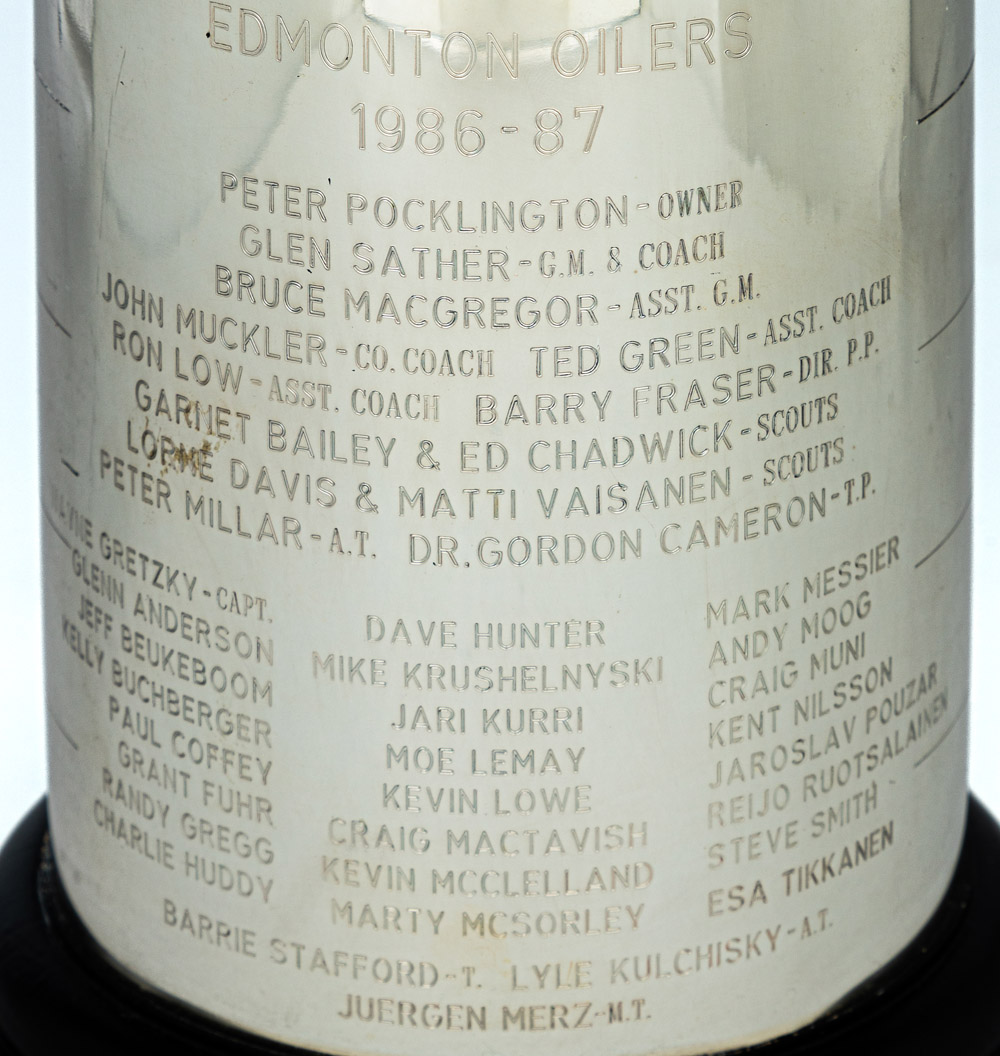 EDMONTON OILERS
1986-87
PETER POCKLINGTON-OWNER
GLEN SATHER-G.M. & COACH
BRUCE MACGREGOR-ASST. G.M.
JOHN MUCKLER-CO. COACH TED GREEN-ASST. COACH
RON LOW-ASST. COACH BARRY FRASER-DIR. P.P.
GARNET BAILEY & ED CHADWICK-SCOUTS
LORNE DAVIS & MATTI VAISANEN-SCOUTS
PETER MILLAR-A.T. DR.GORDON CAMERON-T.P.
WAYNE GRETZKY-CAPT.
GLENN ANDERSON
JEFF BEUKEBOOM
KELLY BUCHBERGER
PAUL COFFEY
GRANT FUHR
RANDY GREGG
CHARLIE HUDDY
DAVE HUNTER
MIKE KRUSHELNYSKI
JARI KURRI
MOE LEMAY
KEVIN LOWE
CRAIG MACTAVISH
KEVIN MCCLELLAND
MARTY MCSORLEY
MARK MESSIER
ANDY MOOG
CRAIG MUNI
KENT NILSSON
JAROSLAV POUZAR
REIJO RUOTSALAINEN
STEVE SMITH
ESA TIKKANEN
BARRIE STAFFORD-T. LYLE KULCHISKY-A.T.
JUERGEN MERZ-M.T.